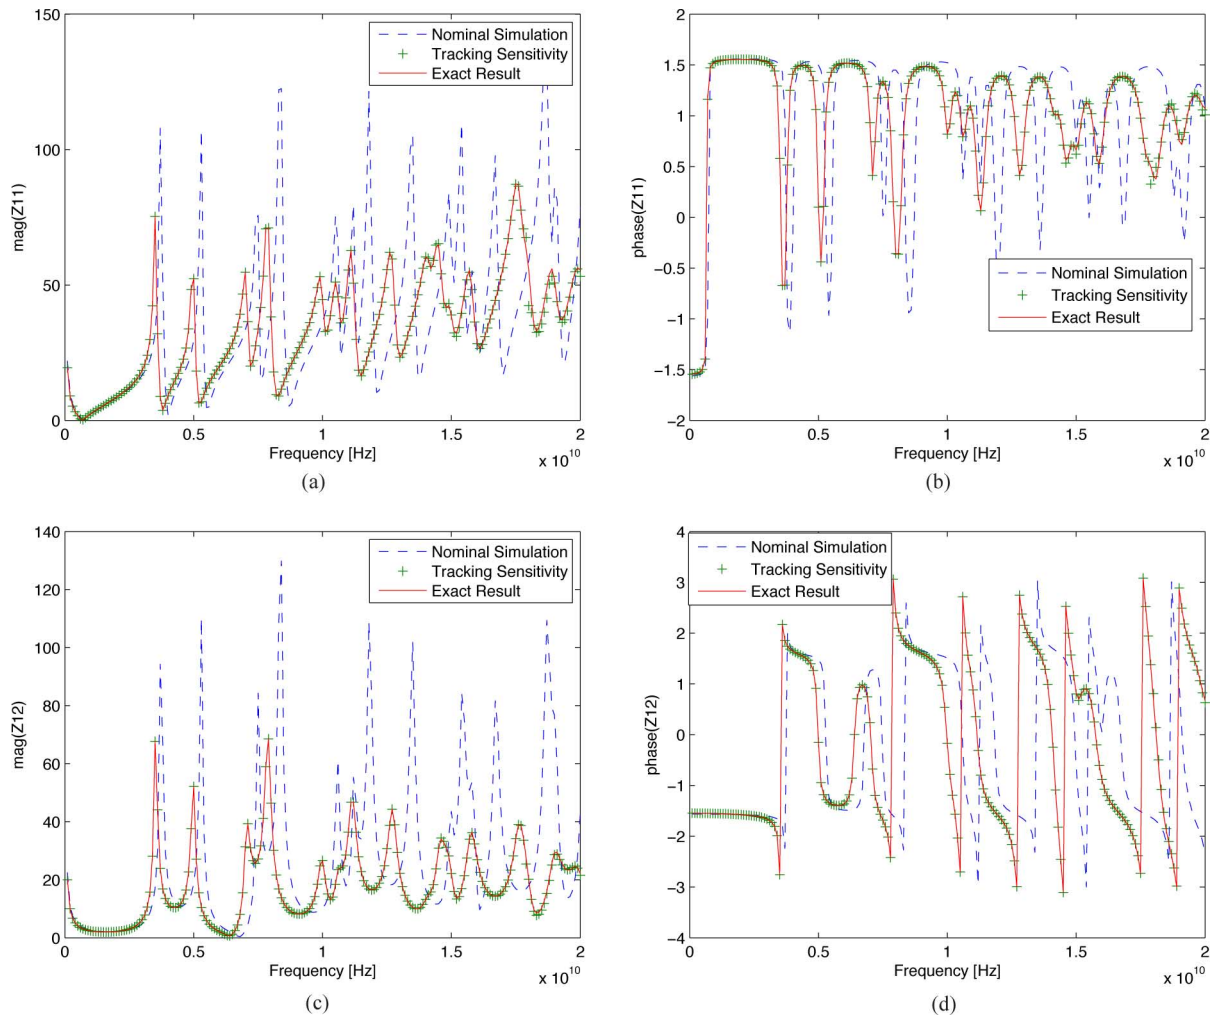 150
100
50
0
mag(Z11)
Nominal Simulation
Tracking Sensitivity
Exact Result
0 0.5 1 1.5 2
Frequency [Hz]
x 10^10
(a)
2
1.5
1
0.5
0
−0.5
−1
−1.5
−2
phase(Z11)
Nominal Simulation
Tracking Sensitivity
Exact Result
0 0.5 1 1.5 2
Frequency [Hz]
x 10^10
(b)
140
120
100
80
60
40
20
0
mag(Z12)
Nominal Simulation
Tracking Sensitivity
Exact Result
0 0.5 1 1.5 2
Frequency [Hz]
x 10^10
(c)
4
3
2
1
0
−1
−2
−3
−4
phase(Z12)
Nominal Simulation
Tracking Sensitivity
Exact Result
0 0.5 1 1.5 2
Frequency [Hz]
x 10^10
(d)